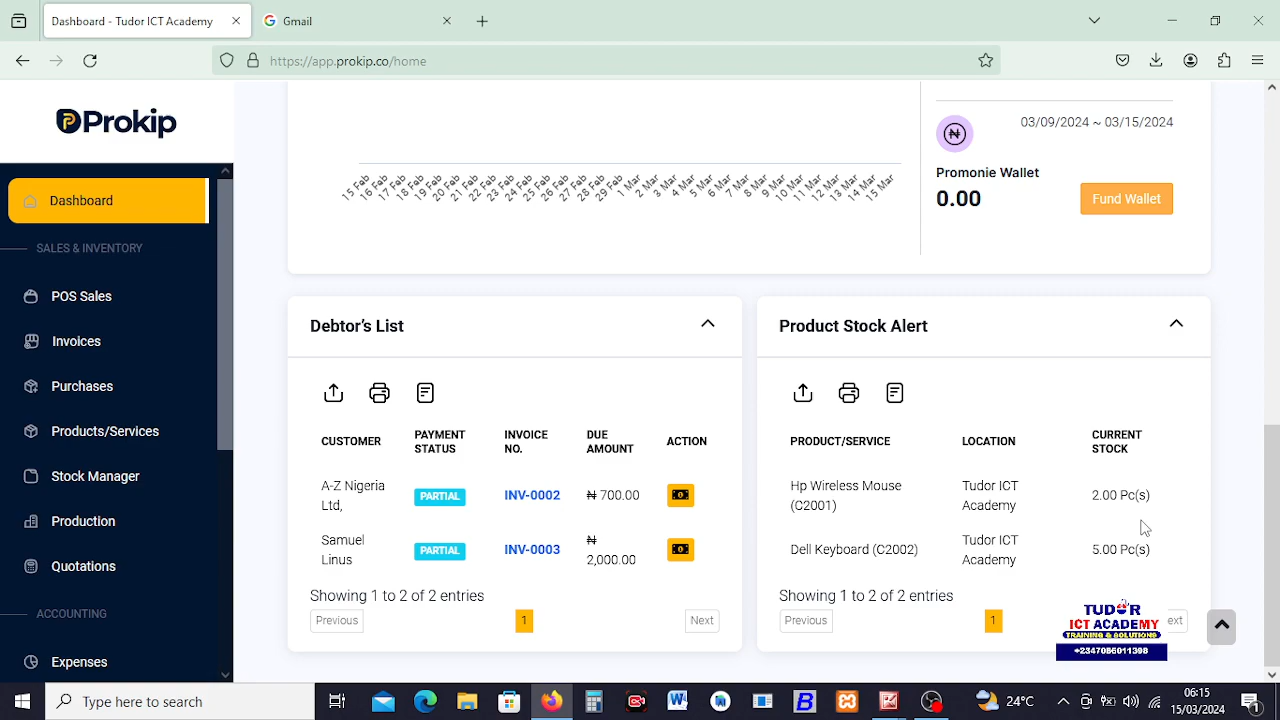 Dashboard - Tudor ICT Academy
Gmail
https://app.prokip.co/home
Prokip
Dashboard
SALES & INVENTORY
POS Sales
Invoices
Purchases
Products/Services
Stock Manager
Production
Quotations
ACCOUNTING
Expenses
15 Feb
16 Feb
17 Feb
18 Feb
19 Feb
20 Feb
21 Feb
22 Feb
23 Feb
24 Feb
25 Feb
26 Feb
27 Feb
28 Feb
29 Feb
1 Mar
2 Mar
3 Mar
4 Mar
5 Mar
6 Mar
7 Mar
8 Mar
9 Mar
10 Mar
11 Mar
12 Mar
13 Mar
14 Mar
15 Mar
03/09/2024 ~ 03/15/2024
₦
Promonie Wallet
0.00
Fund Wallet
Debtor’s List
CUSTOMER PAYMENT STATUS INVOICE NO. DUE AMOUNT ACTION
A-Z Nigeria Ltd, PARTIAL INV-0002 ₦ 700.00
Samuel Linus PARTIAL INV-0003 ₦ 2,000.00
Showing 1 to 2 of 2 entries
Previous 1 Next
Product Stock Alert
PRODUCT/SERVICE LOCATION CURRENT STOCK
Hp Wireless Mouse (C2001) Tudor ICT Academy 2.00 Pc(s)
Dell Keyboard (C2002) Tudor ICT Academy 5.00 Pc(s)
Showing 1 to 2 of 2 entries
Previous 1 ext
TUDOR
ICT ACADEMY
TRAINING & SOLUTIONS
+2347086011398
Type here to search
24°C
06:15
15/03/2024